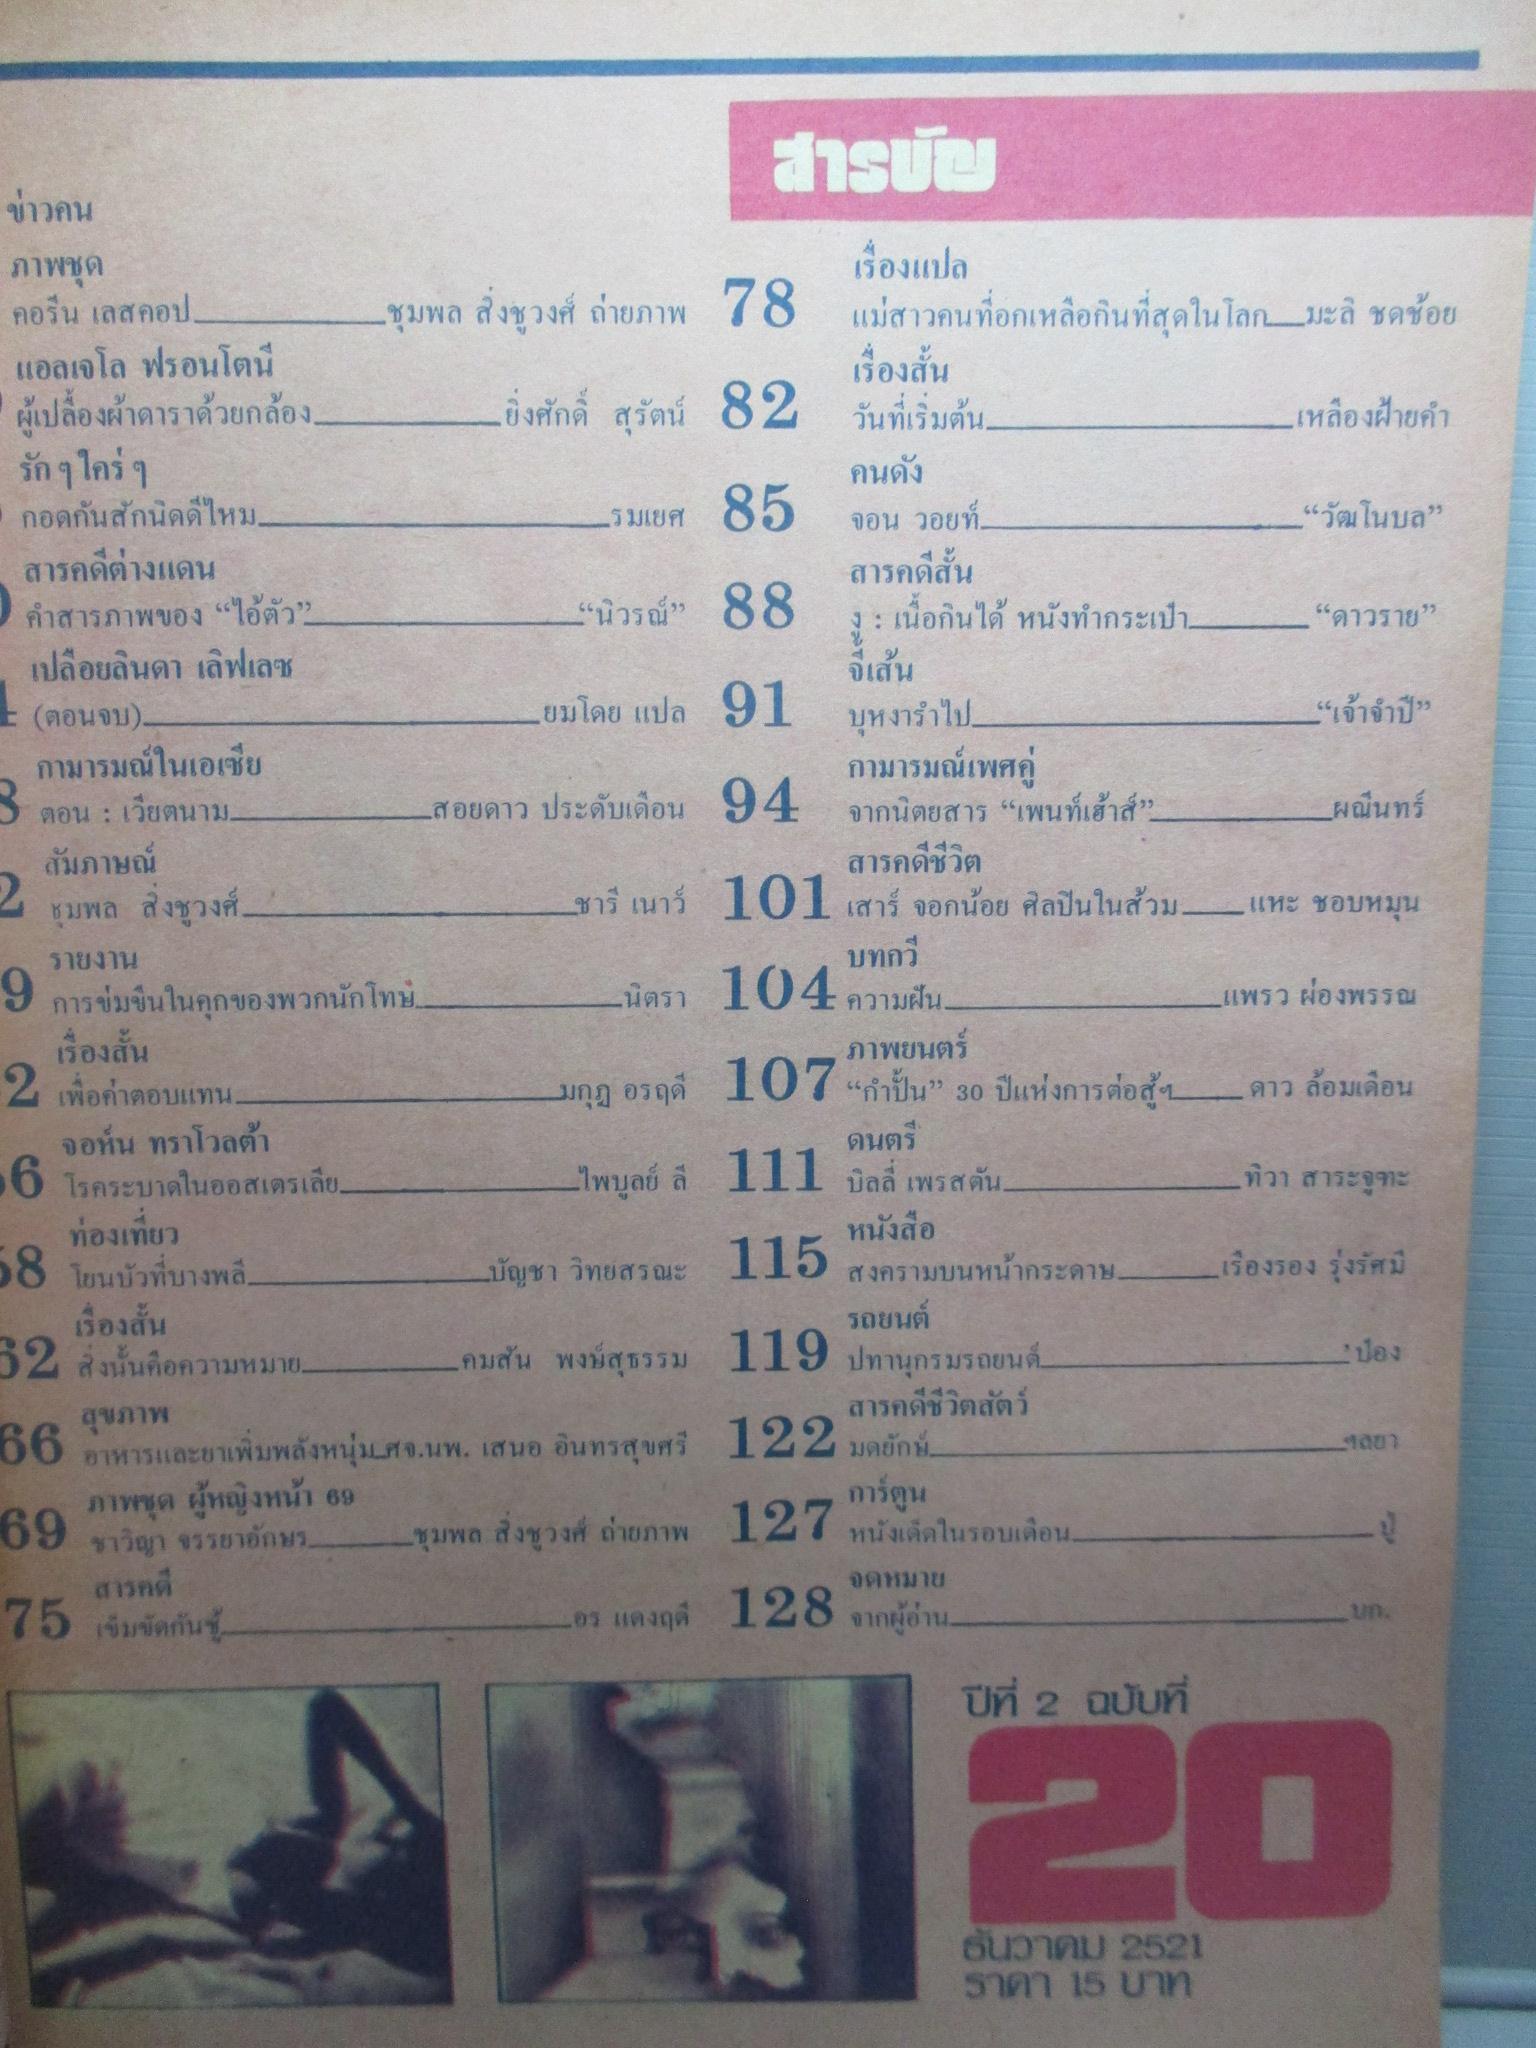 สารบัญ
ข่าวคน
ภาพชุด
คอรีน เลสคอป ชุมพล สิ่งชูวงศ์ ถ่ายภาพ
แอลเจโล ฟรอนโตนี
ผู้เปลื้องผ้าดาราด้วยกล้อง ยิ่งศักดิ์ สุรัตน์
รัก ๆ ใคร่ ๆ
กอดกันสักนิดดีไหม รมเยศ
สารคดีต่างแดน
คำสารภาพของ “ไอ้ตัว” “นิวรณ์”
เปลือยลินดา เลิฟเลซ
(ตอนจบ) ยมโดย แปล
กามารมณ์ในเอเซีย
ตอน : เวียตนาม สอยดาว ประดับเดือน
สัมภาษณ์
ชุมพล สิ่งชูวงศ์ ชารี เนาว์
รายงาน
การข่มขืนในคุกของพวกนักโทษ นิตรา
เรื่องสั้น
เพื่อค่าตอบแทน มกุฏ อรฤดี
จอห์น ทราโวลต้า
โรคระบาดในออสเตรเลีย ไพบูลย์ ลี
ท่องเที่ยว
58 โยนบัวที่บางพลี บัญชา วิทยสรณะ
เรื่องสั้น
62 สิ่งนั้นคือความหมาย คมสัน พงษ์สุธรรม
สุขภาพ
66 อาหารและยาเพิ่มพลังหนุ่ม ศจ.นพ. เสนอ อินทรสุขศรี
ภาพชุด ผู้หญิงหน้า 69
69 ชาวิญา จรรยาอักษร ชุมพล สิ่งชูวงศ์ ถ่ายภาพ
สารคดี
75 เข็มขัดกันชู้ อร แดงฤดี
เรื่องแปล
78 แม่สาวคนที่อกเหลือกินที่สุดในโลก มะลิ ชดช้อย
เรื่องสั้น
82 วันที่เริ่มต้น เหลืองฝ้ายคำ
คนดัง
85 จอน วอยท์ “วัฒโนบล”
สารคดีสั้น
88 งู : เนื้อกินได้ หนังทำกระเป๋า “ดาวราย”
จี้เส้น
91 บุหงารำไป “เจ้าจำปี”
กามารมณ์เพศคู่
94 จากนิตยสาร “เพนท์เฮ้าส์” ผณีนทร์
สารคดีชีวิต
101 เสาร์ จอกน้อย ศิลปินในส้วม แหะ ชอบหมุน
บทกวี
104 ความฝัน แพรว ผ่องพรรณ
ภาพยนตร์
107 “กำปั้น” 30 ปีแห่งการต่อสู้ฯ ดาว ล้อมเดือน
ดนตรี
111 บิลลี่ เพรสตัน ทิวา สาระจูฑะ
หนังสือ
115 สงครามบนหน้ากระดาษ เรืองรอง รุ่งรัศมี
รถยนต์
119 ปทานุกรมรถยนต์ ’ป๋อง
สารคดีชีวิตสัตว์
122 มดยักษ์
การ์ตูน
127 หนังเด็ดในรอบเดือน
จดหมาย
128 จากผู้อ่าน บก.
ปีที่ 2 ฉบับที่
20
ธันวาคม 2521
ราคา 15 บาท